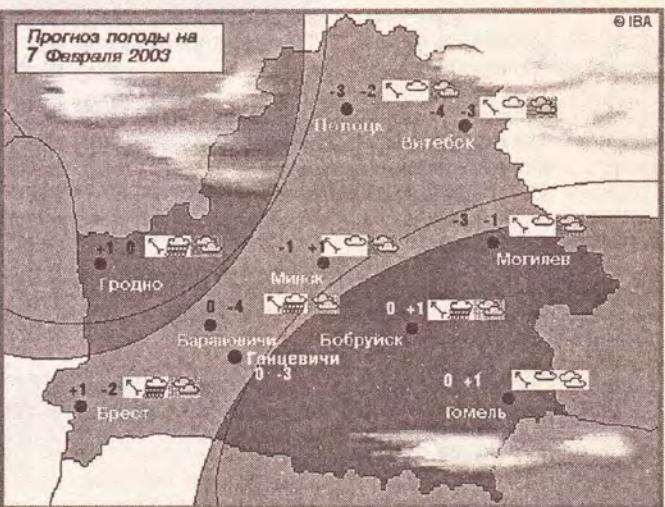 © IBA
Прогноз погоды на
7 Февраля 2003
-3 -2
Полоцк
-4 -3
Витебск
-3 -1
Могилев
+1 0
Гродно
-1 +1
Минск
0 -4
Барановичи
0 +1
Бобруйск
Ганцевичи
0 -3
+1 -2
Брест
0 +1
Гомель